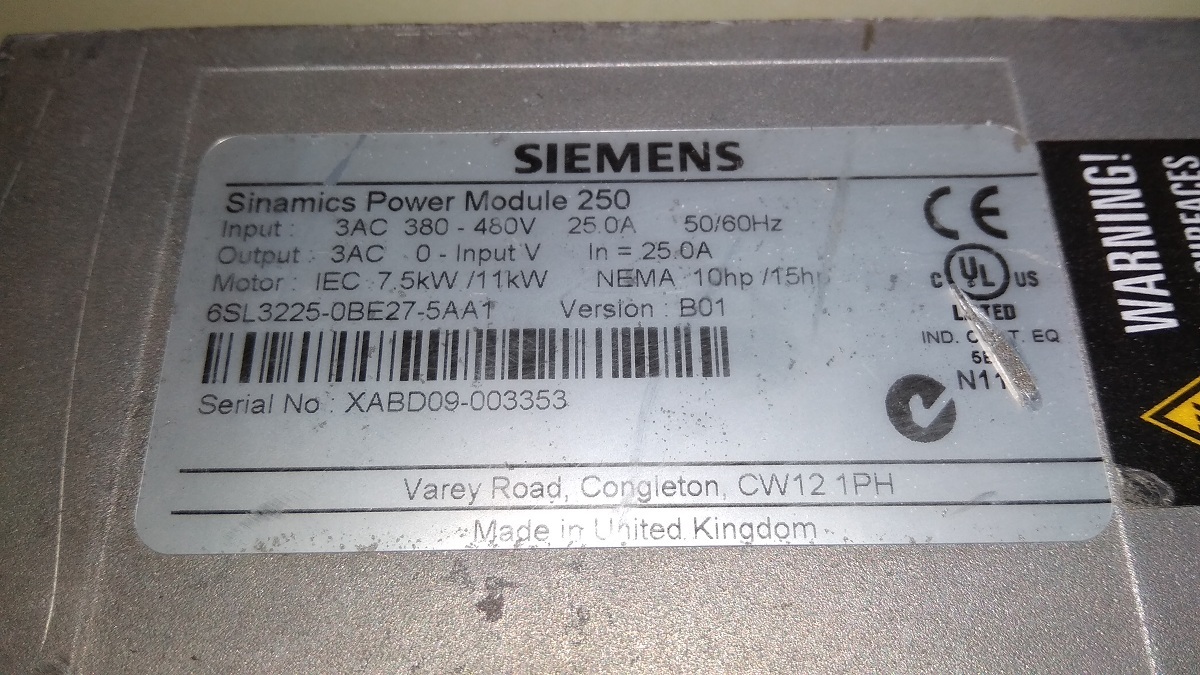 SIEMENS
Sinamics Power Module 250
Input : 3AC 380 - 480V 25.0A 50/60Hz
Output : 3AC 0 - Input V In = 25.0A
Motor : IEC 7.5kW /11kW NEMA 10hp /15hp
6SL3225-0BE27-5AA1 Version : B01
Serial No : XABD09-003353
CE
C UL US
LISTED
IND. EQ
Varey Road, Congleton, CW12 1PH
Made in United Kingdom
WARNING!